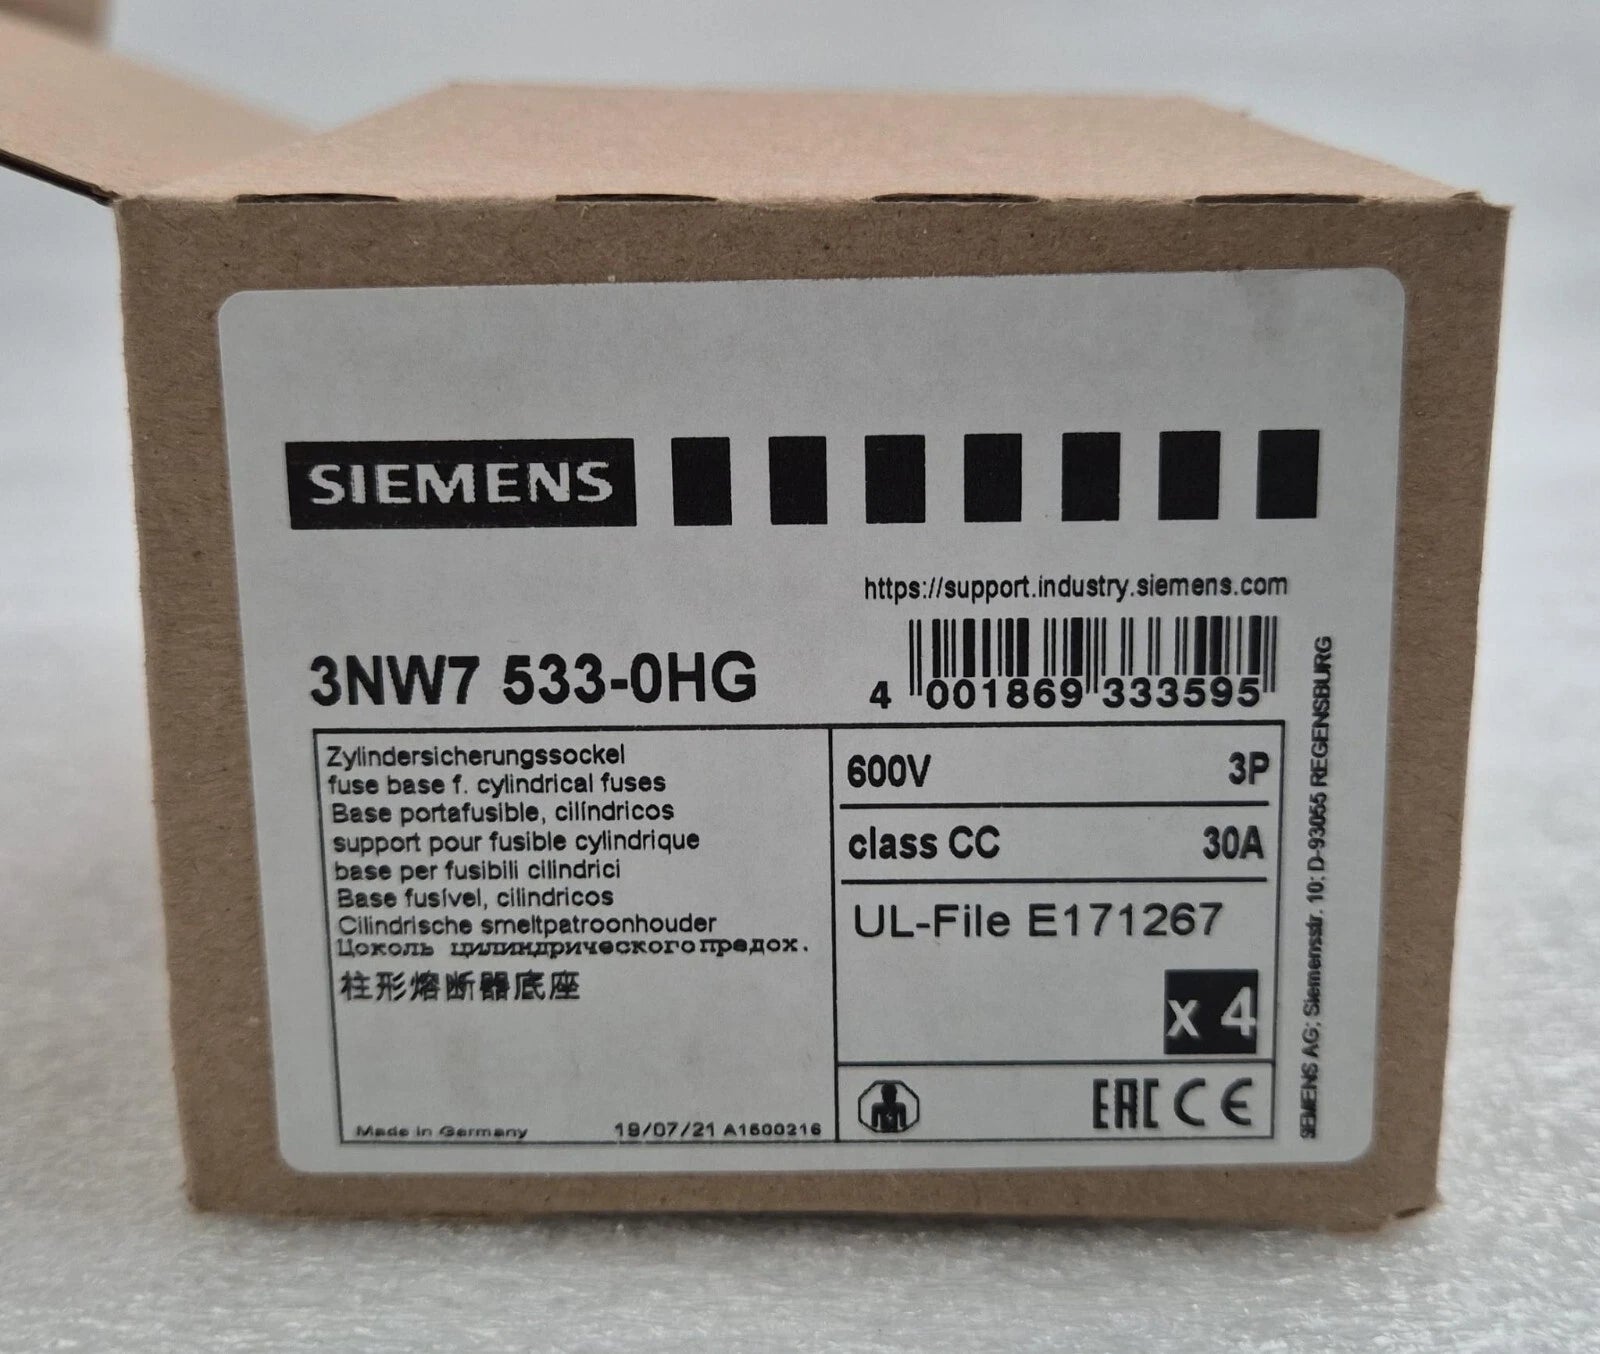 SIEMENS
https://support.industry.siemens.com
3NW7 533-0HG
4 001869 333595
Zylindersicherungssockel
fuse base f. cylindrical fuses
Base portafusible, cilíndricos
support pour fusible cylindrique
base per fusibili cilindrici
Base fusível, cilindricos
Cilindrische smeltpatroonhouder
Цоколь цилиндрического предох.
柱形熔断器底座
Made in Germany 19/07/21 A1500216
600V 3P
class CC 30A
UL-File E171267
x 4
EAC CE
SIEMENS AG; Siemensstr. 10; D-93055 REGENSBURG